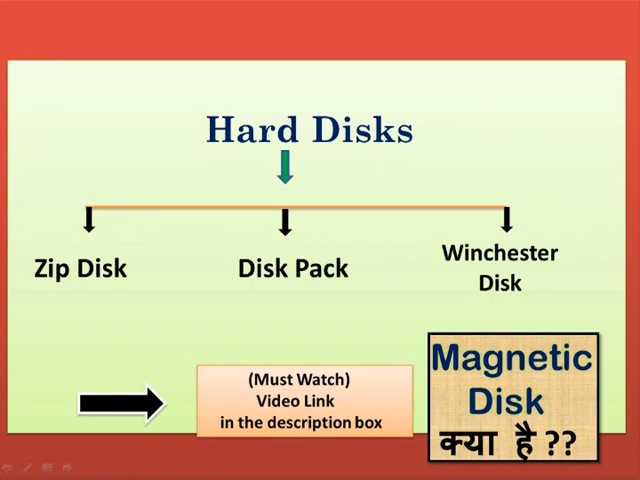 Hard Disks
Zip Disk
Disk Pack
Winchester
Disk
(Must Watch)
Video Link
in the description box
Magnetic
Disk
क्या है ??